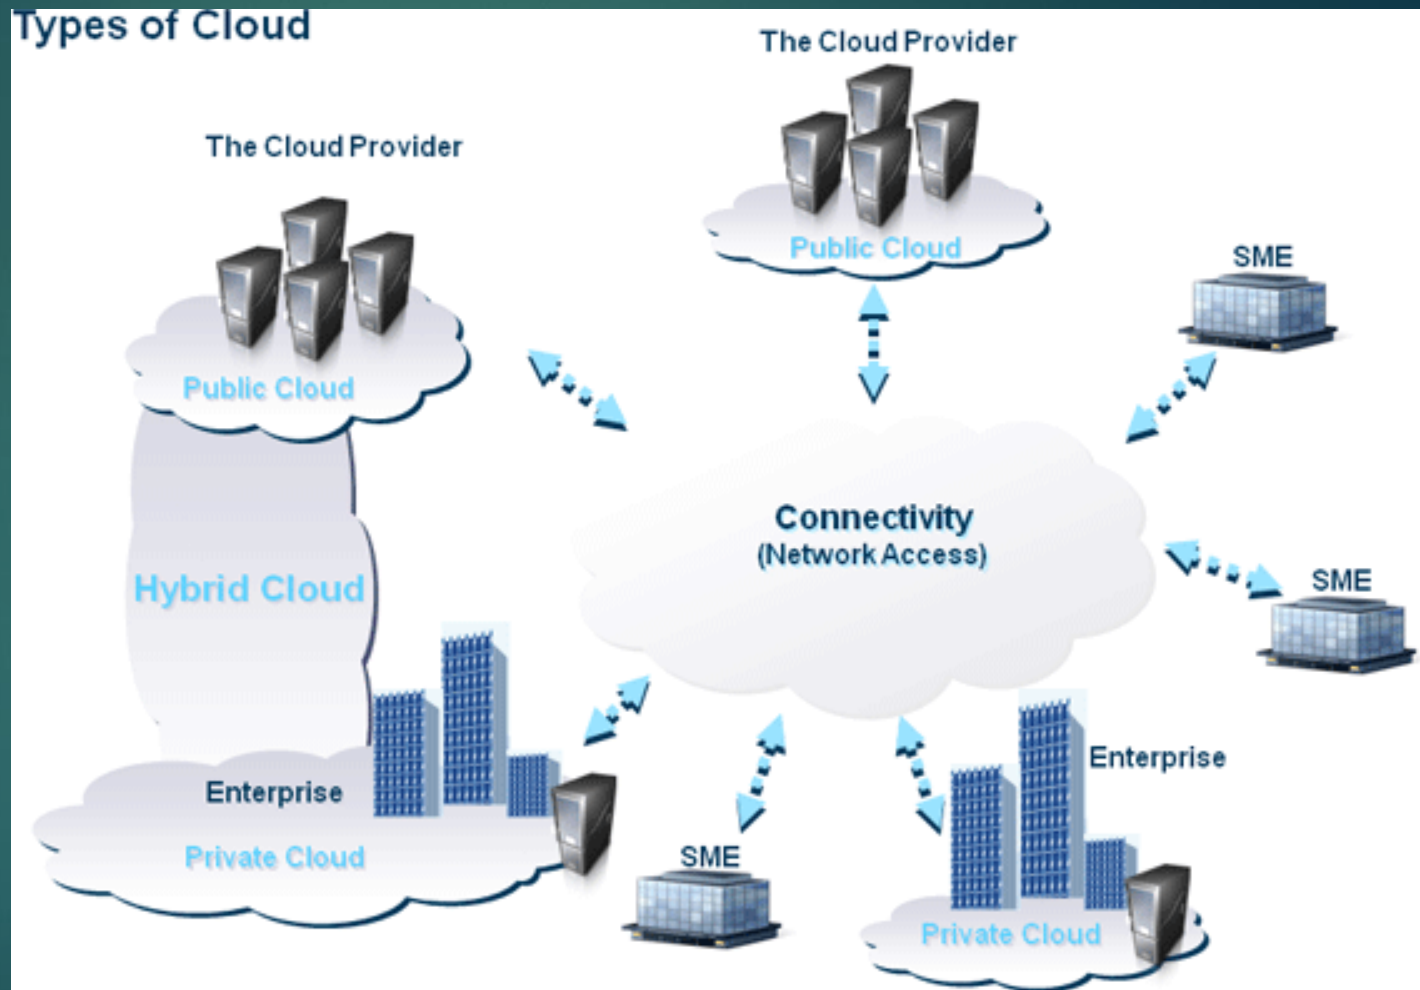 Types of Cloud
The Cloud Provider
The Cloud Provider
Public Cloud
SME
Public Cloud
Connectivity
(Network Access)
Hybrid Cloud
SME
Enterprise
Enterprise
Private Cloud
SME
Private Cloud